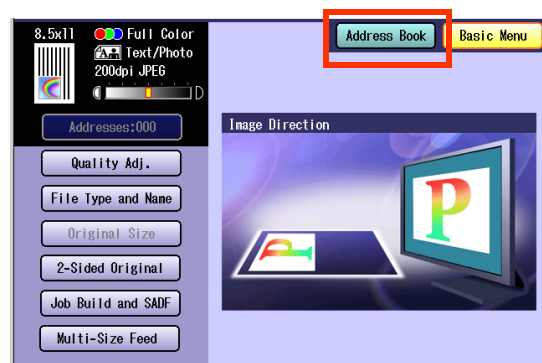 8.5x11 Full Color
A Text/Photo
200dpi JPEG
Addresses:000
Quality Adj.
File Type and Name
Original Size
2-Sided Original
Job Build and SADF
Multi-Size Feed
Address Book Basic Menu
Image Direction
P
P